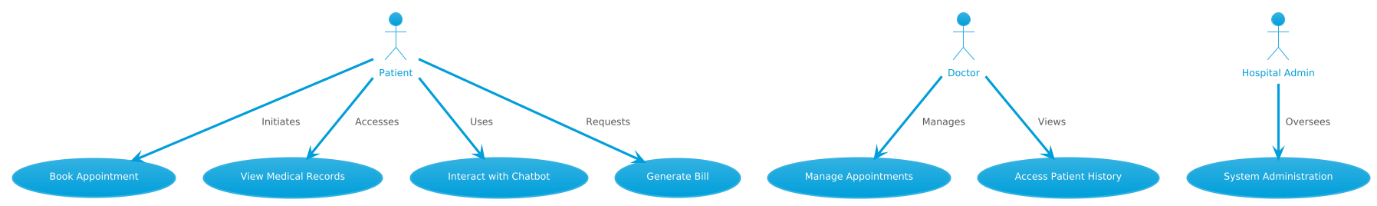 Patient
Doctor
Hospital Admin
Initiates
Accesses
Uses
Requests
Manages
Views
Oversees
Book Appointment
View Medical Records
Interact with Chatbot
Generate Bill
Manage Appointments
Access Patient History
System Administration